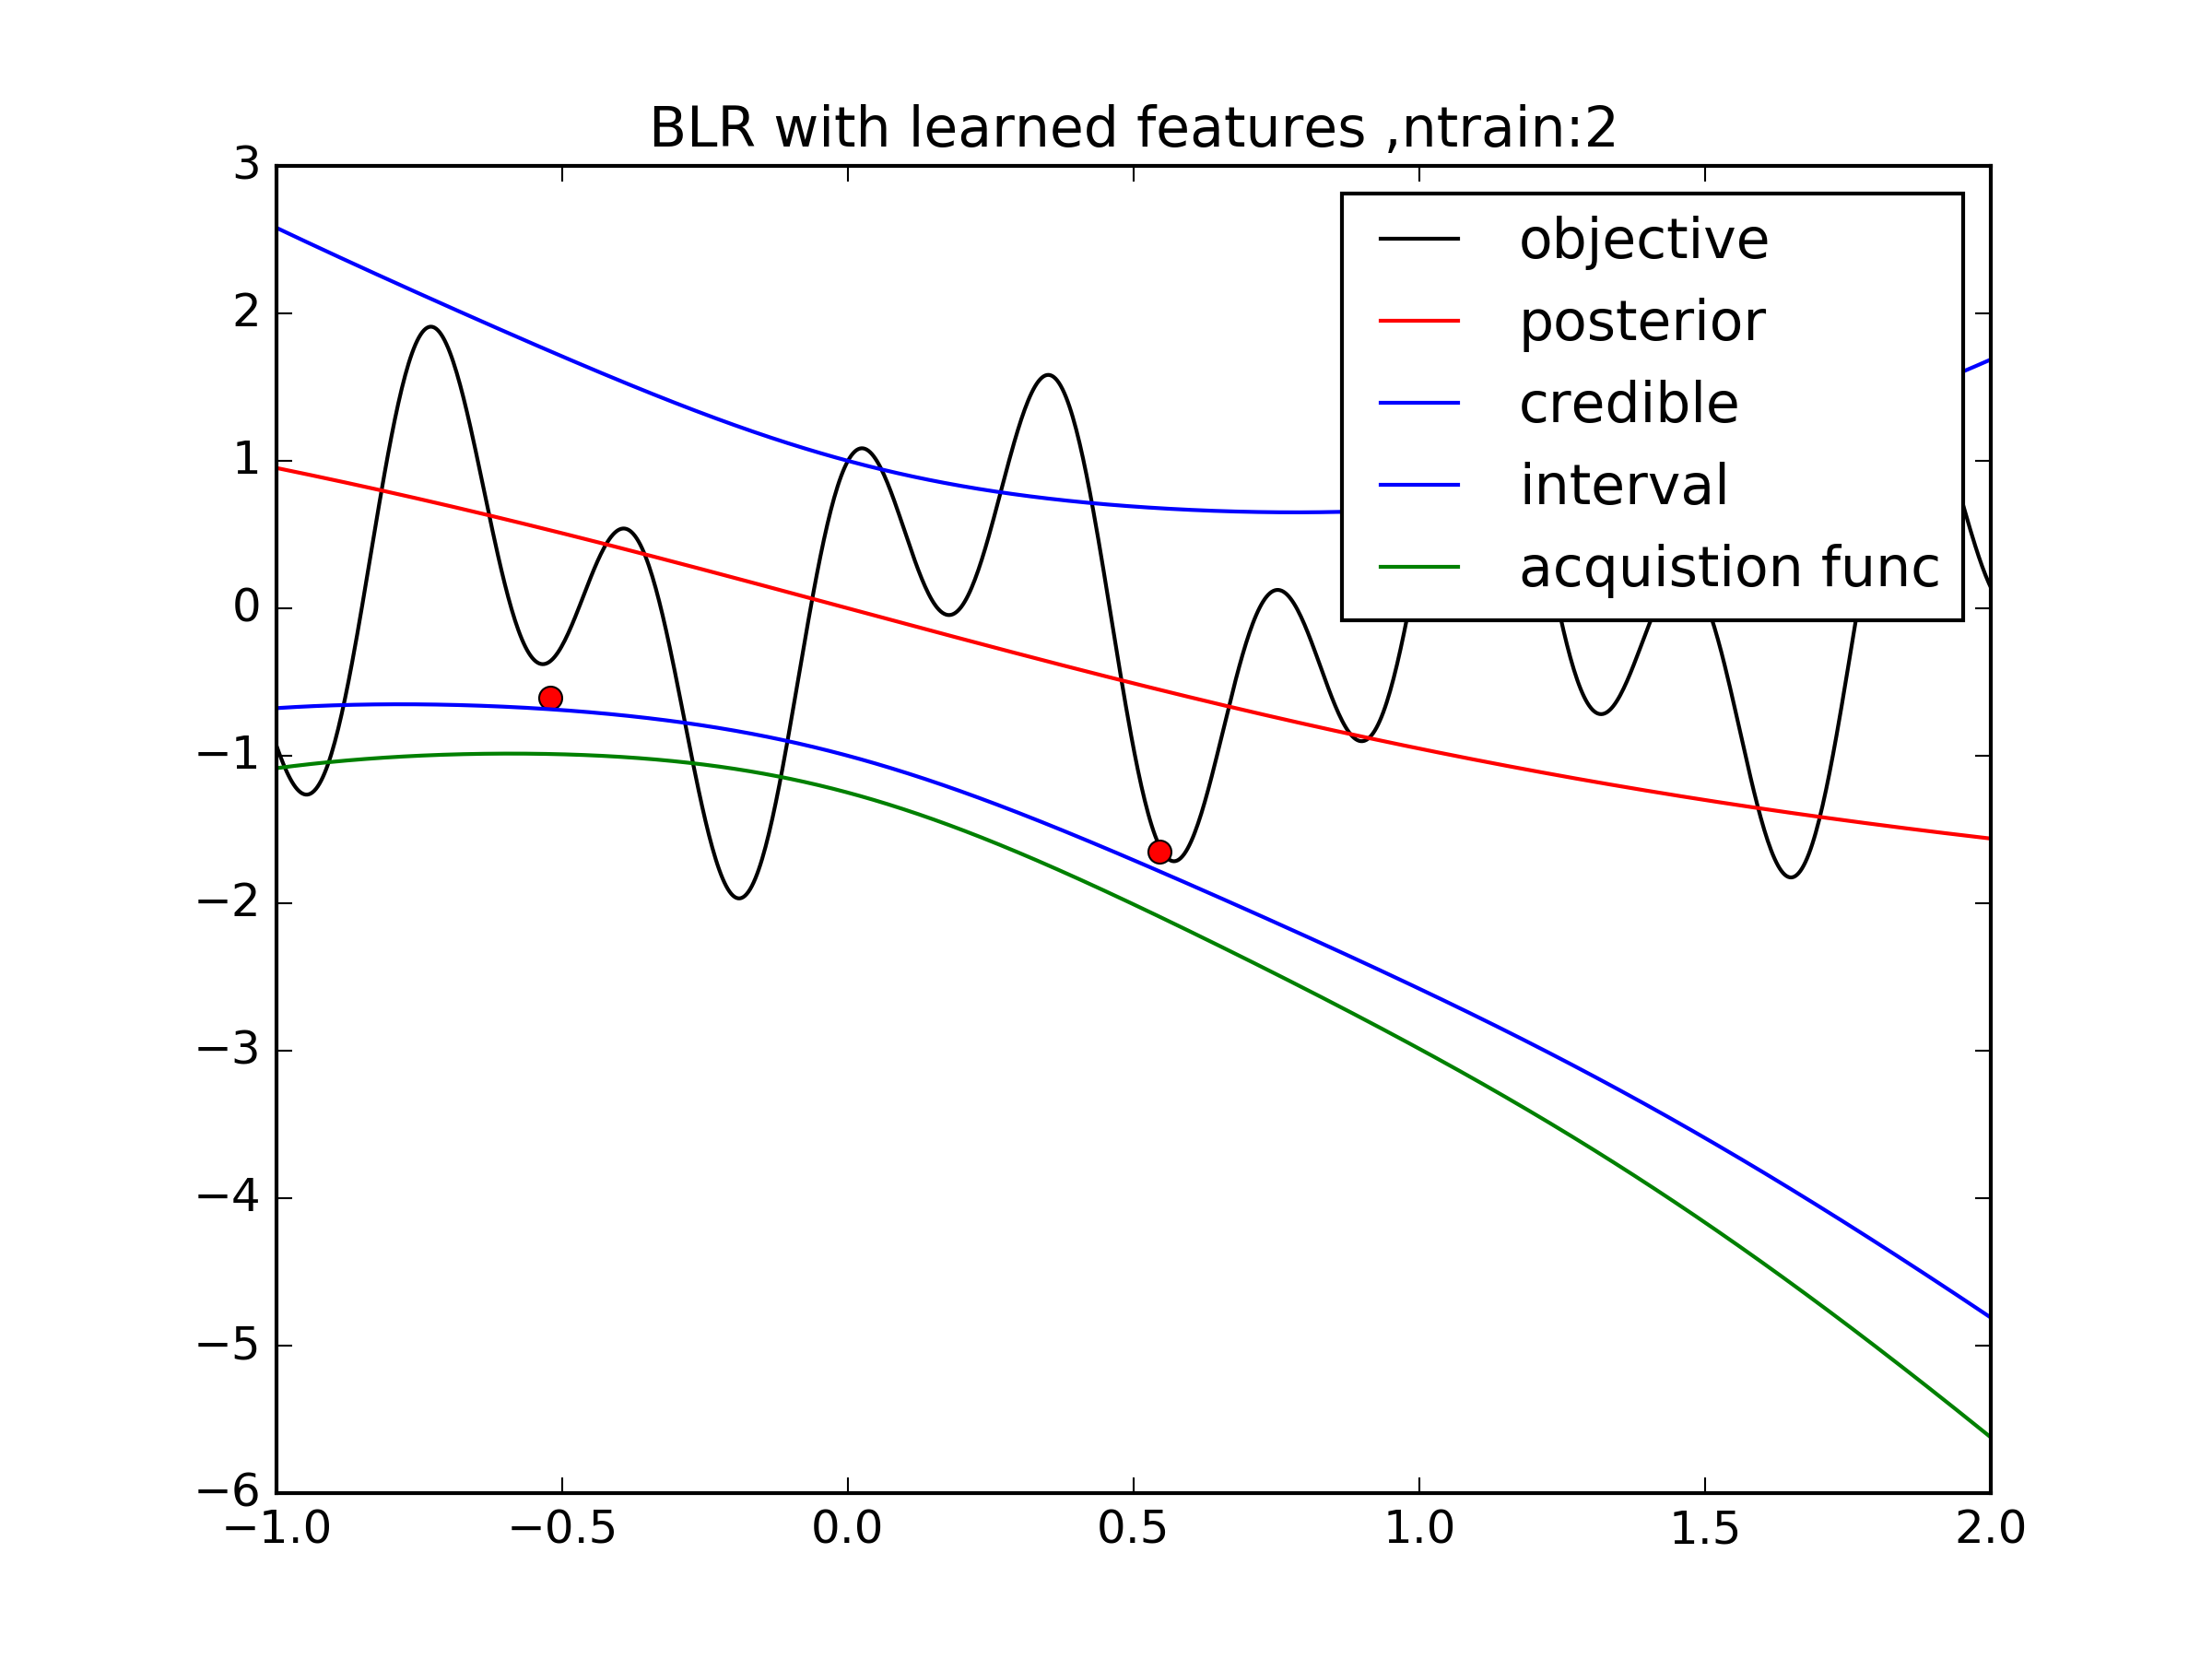 BLR with learned features ,ntrain:2
3
2
1
0
−1
−2
−3
−4
−5
−6
objective
posterior
credible
interval
acquistion func
−1.0 −0.5 0.0 0.5 1.0 1.5 2.0